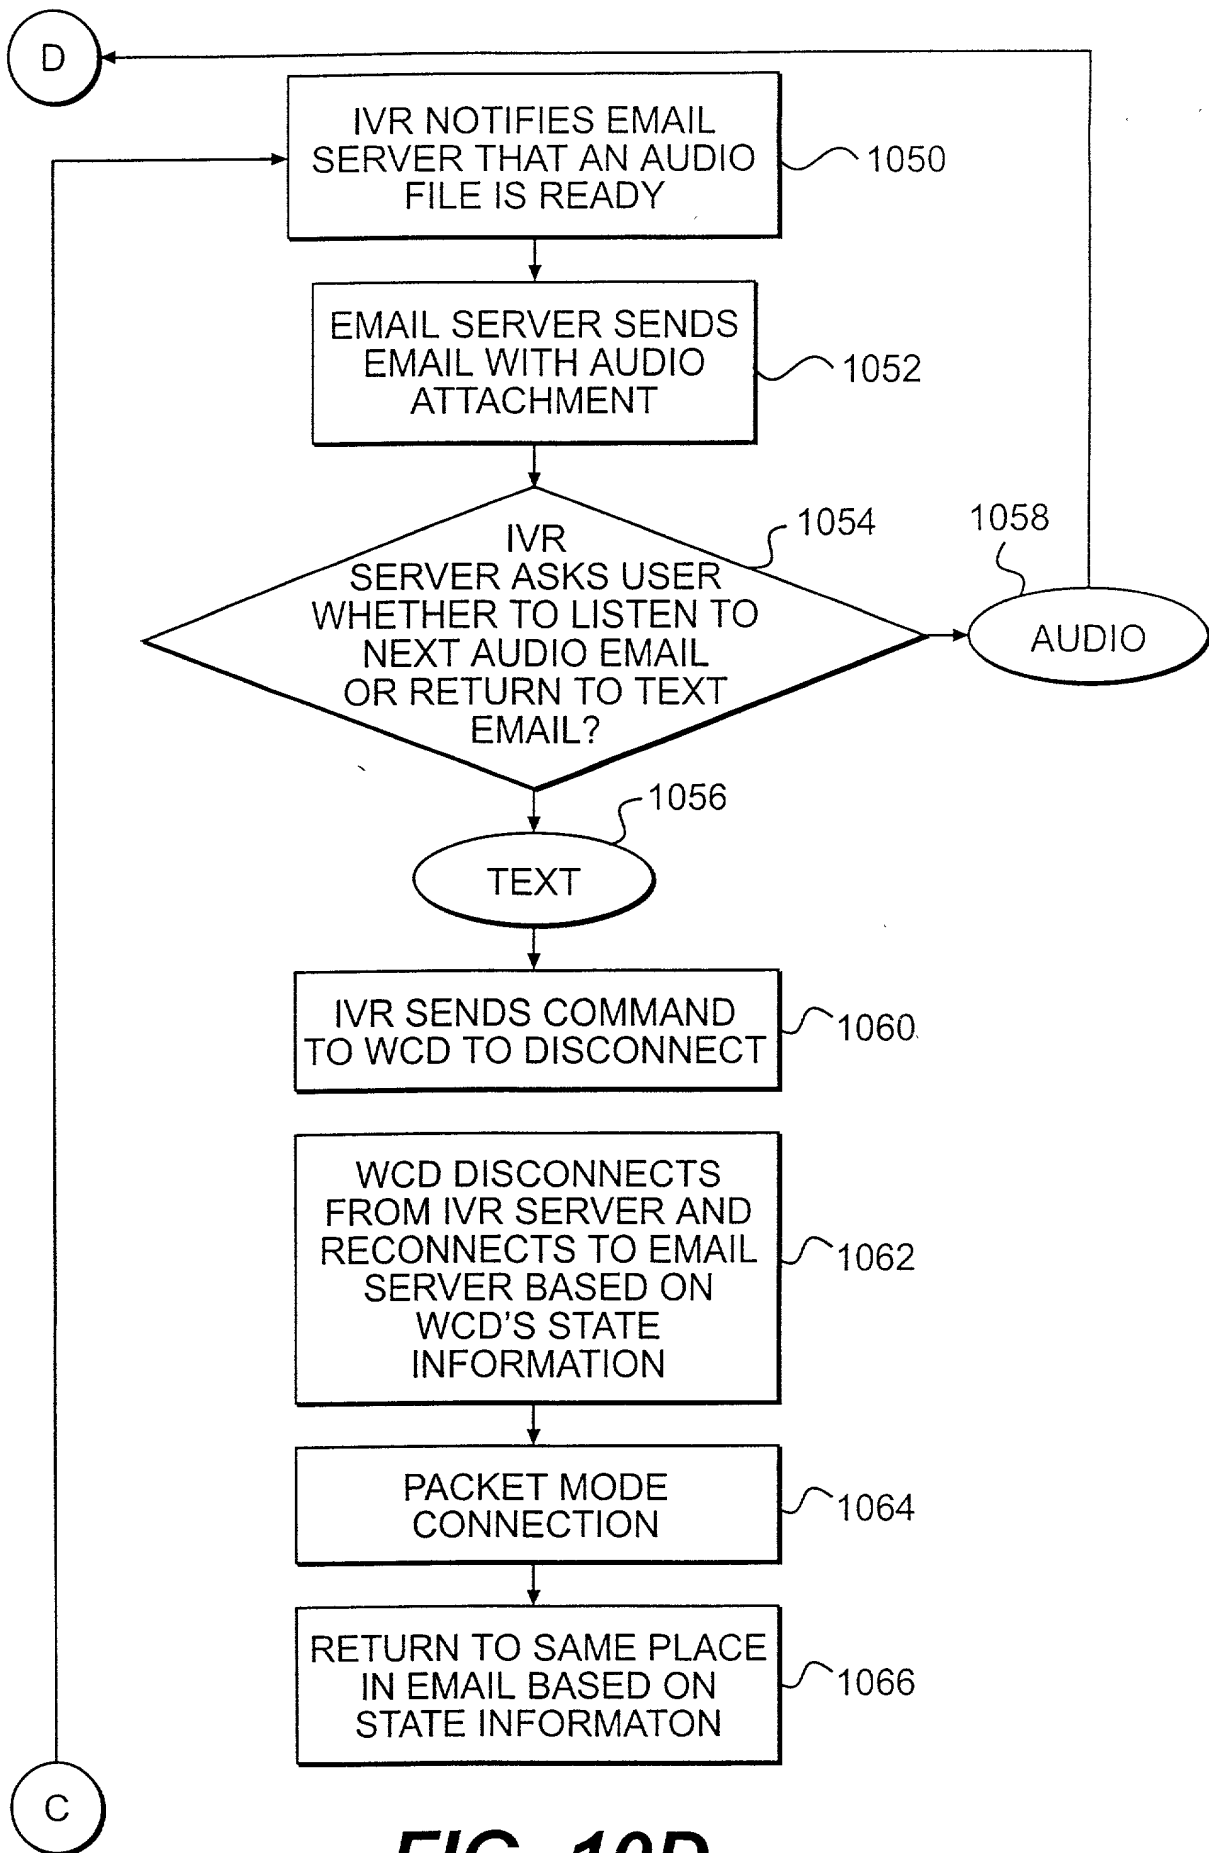 D
IVR NOTIFIES EMAIL
SERVER THAT AN AUDIO
FILE IS READY
1050
EMAIL SERVER SENDS
EMAIL WITH AUDIO
ATTACHMENT
1052
1054
1058
IVR
SERVER ASKS USER
WHETHER TO LISTEN TO
NEXT AUDIO EMAIL
OR RETURN TO TEXT
EMAIL?
AUDIO
1056
TEXT
IVR SENDS COMMAND
TO WCD TO DISCONNECT
1060
WCD DISCONNECTS
FROM IVR SERVER AND
RECONNECTS TO EMAIL
SERVER BASED ON
WCD'S STATE
INFORMATION
1062
PACKET MODE
CONNECTION
1064
RETURN TO SAME PLACE
IN EMAIL BASED ON
STATE INFORMATON
1066
C
FIG. 10D